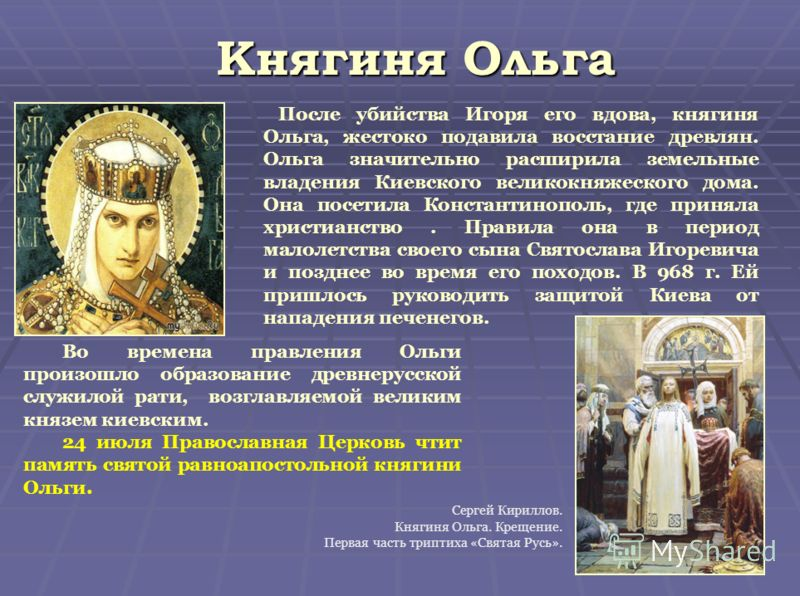 Княгиня Ольга
После убийства Игоря его вдова, княгиня
Ольга, жестоко подавила восстание древлян.
Ольга значительно расширила земельные
владения Киевского великокняжеского дома.
Она посетила Константинополь, где приняла
христианство . Правила она в период
малолетства своего сына Святослава Игоревича
и позднее во время его походов. В 968 г. Ей
пришлось руководить защитой Киева от
нападения печенегов.
Во времена правления Ольги
произошло образование древнерусской
служилой рати, возглавляемой великим
князем киевским.
24 июля Православная Церковь чтит
память святой равноапостольной княгини
Ольги.
Сергей Кириллов.
Княгиня Ольга. Крещение.
Первая часть триптиха «Святая Русь».
MyShared